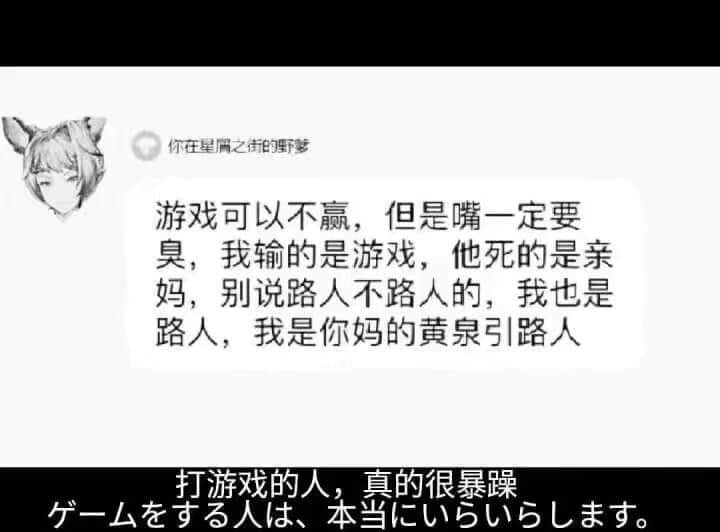 你在星屑之街的野爹
游戏可以不赢，但是嘴一定要
臭，我输的是游戏，他死的是亲
妈，别说路人不路人的，我也是
路人，我是你妈的黄泉引路人
打游戏的人，真的很暴躁
ゲームをする人は、本当にいらいらします。